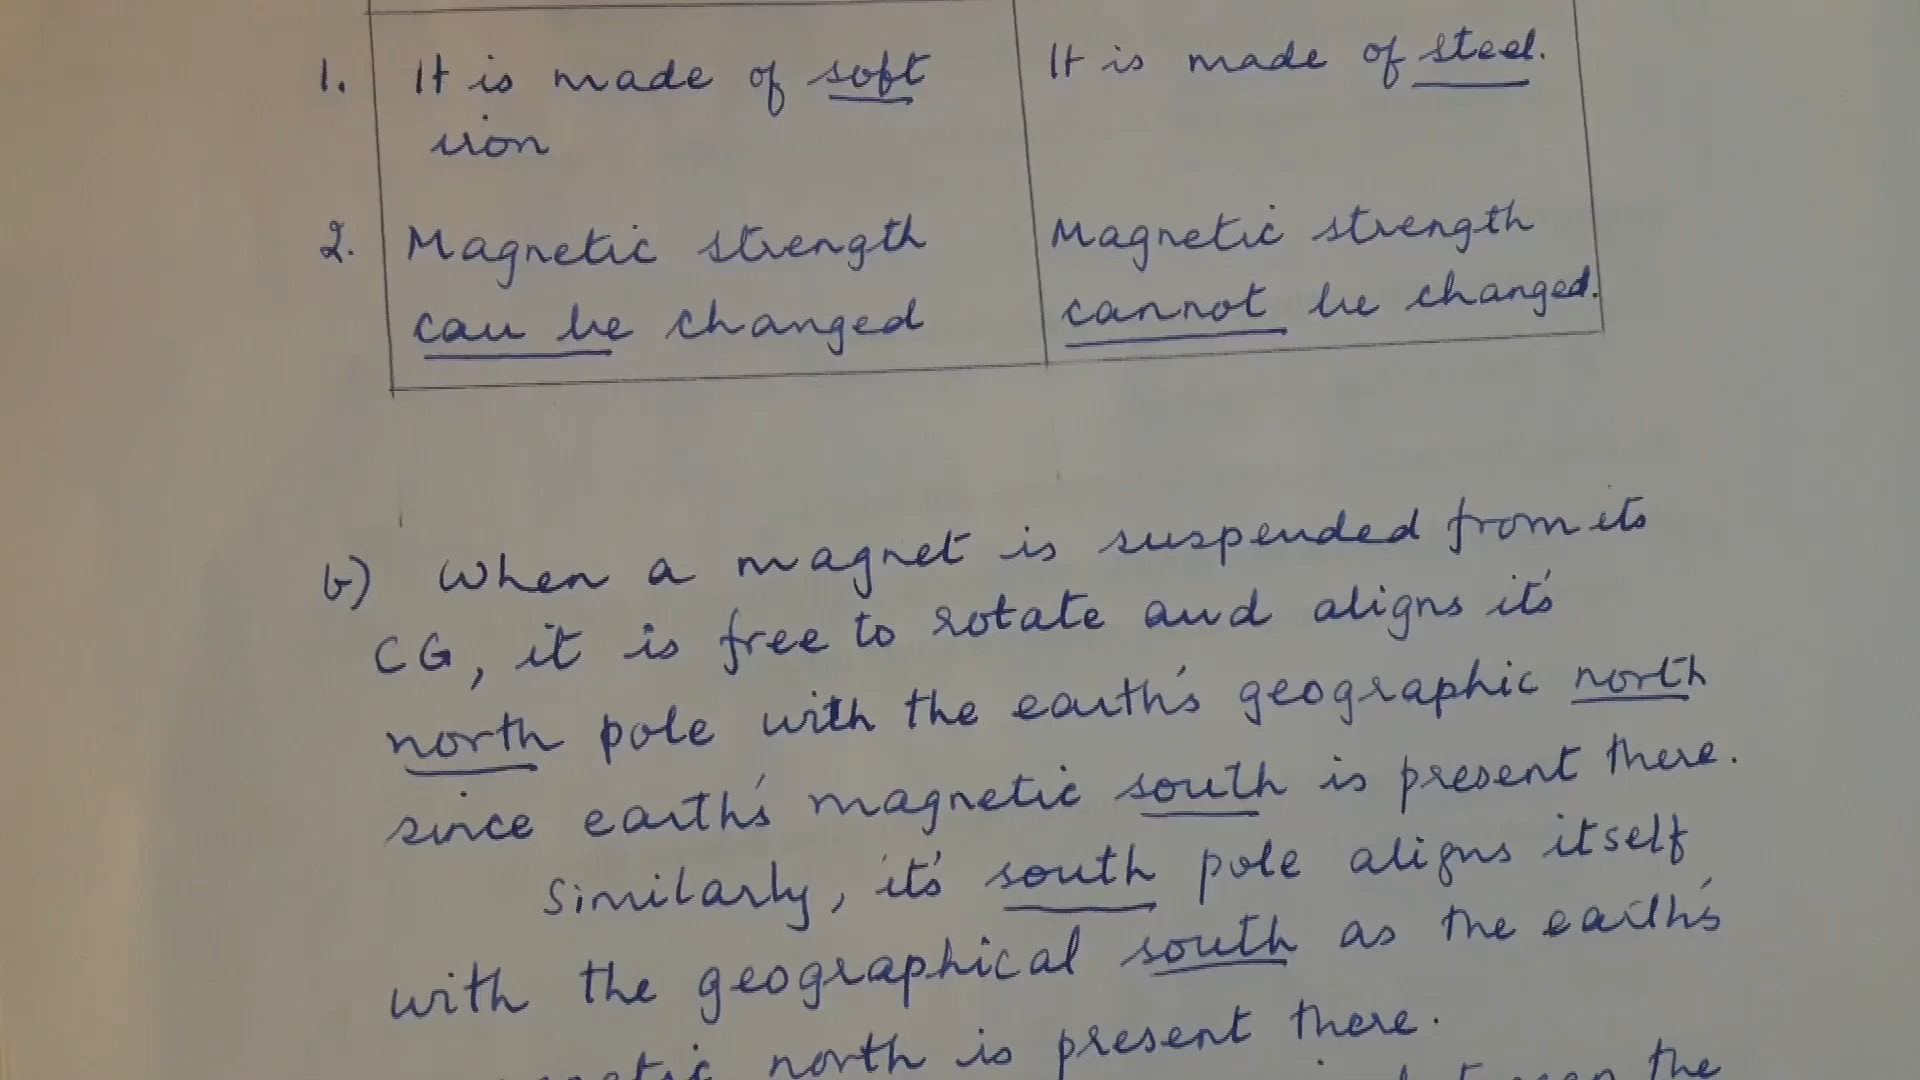 1. It is made of soft
iron
It is made of steel.
2. Magnetic strength
can be changed
Magnetic strength
cannot be changed.
b) When a magnet is suspended from its
CG, it is free to rotate and aligns it's
north pole with the earth's geographic north
since earth's magnetic south is present there.
Similarly, it's south pole aligns itself
with the geographical south as the earth's
north is present there.
the